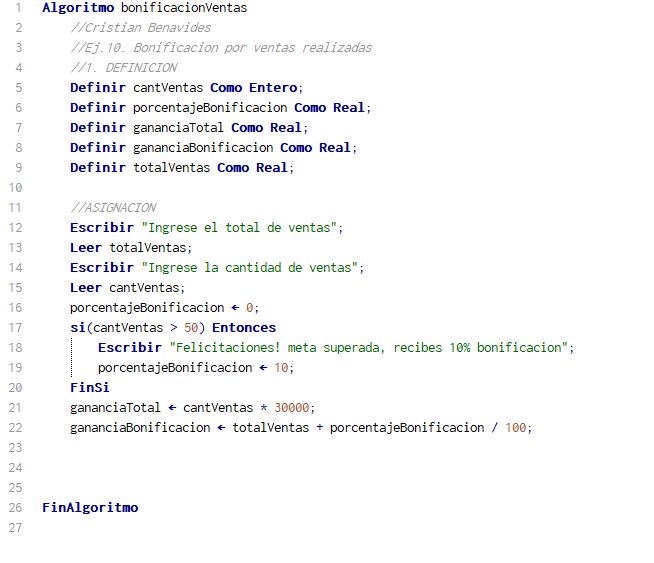 1 Algoritmo bonificacionVentas
2 //Cristian Benavides
3 //Ej.10. Bonificacion por ventas realizadas
4 //1. DEFINICION
5 Definir cantVentas Como Entero;
6 Definir porcentajeBonificacion Como Real;
7 Definir gananciaTotal Como Real;
8 Definir gananciaBonificacion Como Real;
9 Definir totalVentas Como Real;
10
11 //ASIGNACION
12 Escribir "Ingrese el total de ventas";
13 Leer totalVentas;
14 Escribir "Ingrese la cantidad de ventas";
15 Leer cantVentas;
16 porcentajeBonificacion ← 0;
17 si(cantVentas > 50) Entonces
18 Escribir "Felicitaciones! meta superada, recibes 10% bonificacion";
19 porcentajeBonificacion ← 10;
20 FinSi
21 gananciaTotal ← cantVentas * 30000;
22 gananciaBonificacion ← totalVentas + porcentajeBonificacion / 100;
23
24
25
26 FinAlgoritmo
27